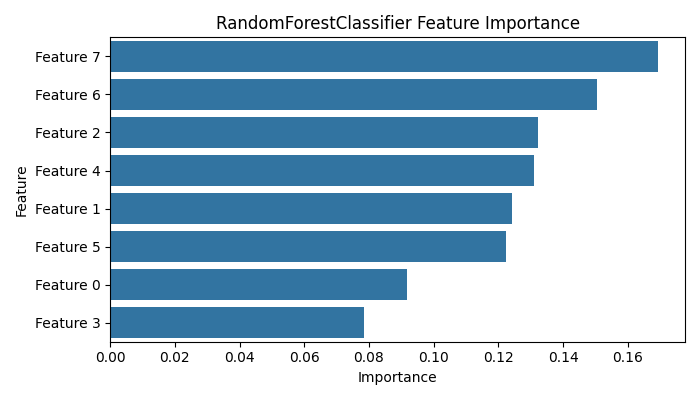 RandomForestClassifier Feature Importance
Feature 7
Feature 6
Feature 2
Feature 4
Feature 1
Feature 5
Feature 0
Feature 3
Feature
0.00 0.02 0.04 0.06 0.08 0.10 0.12 0.14 0.16
Importance